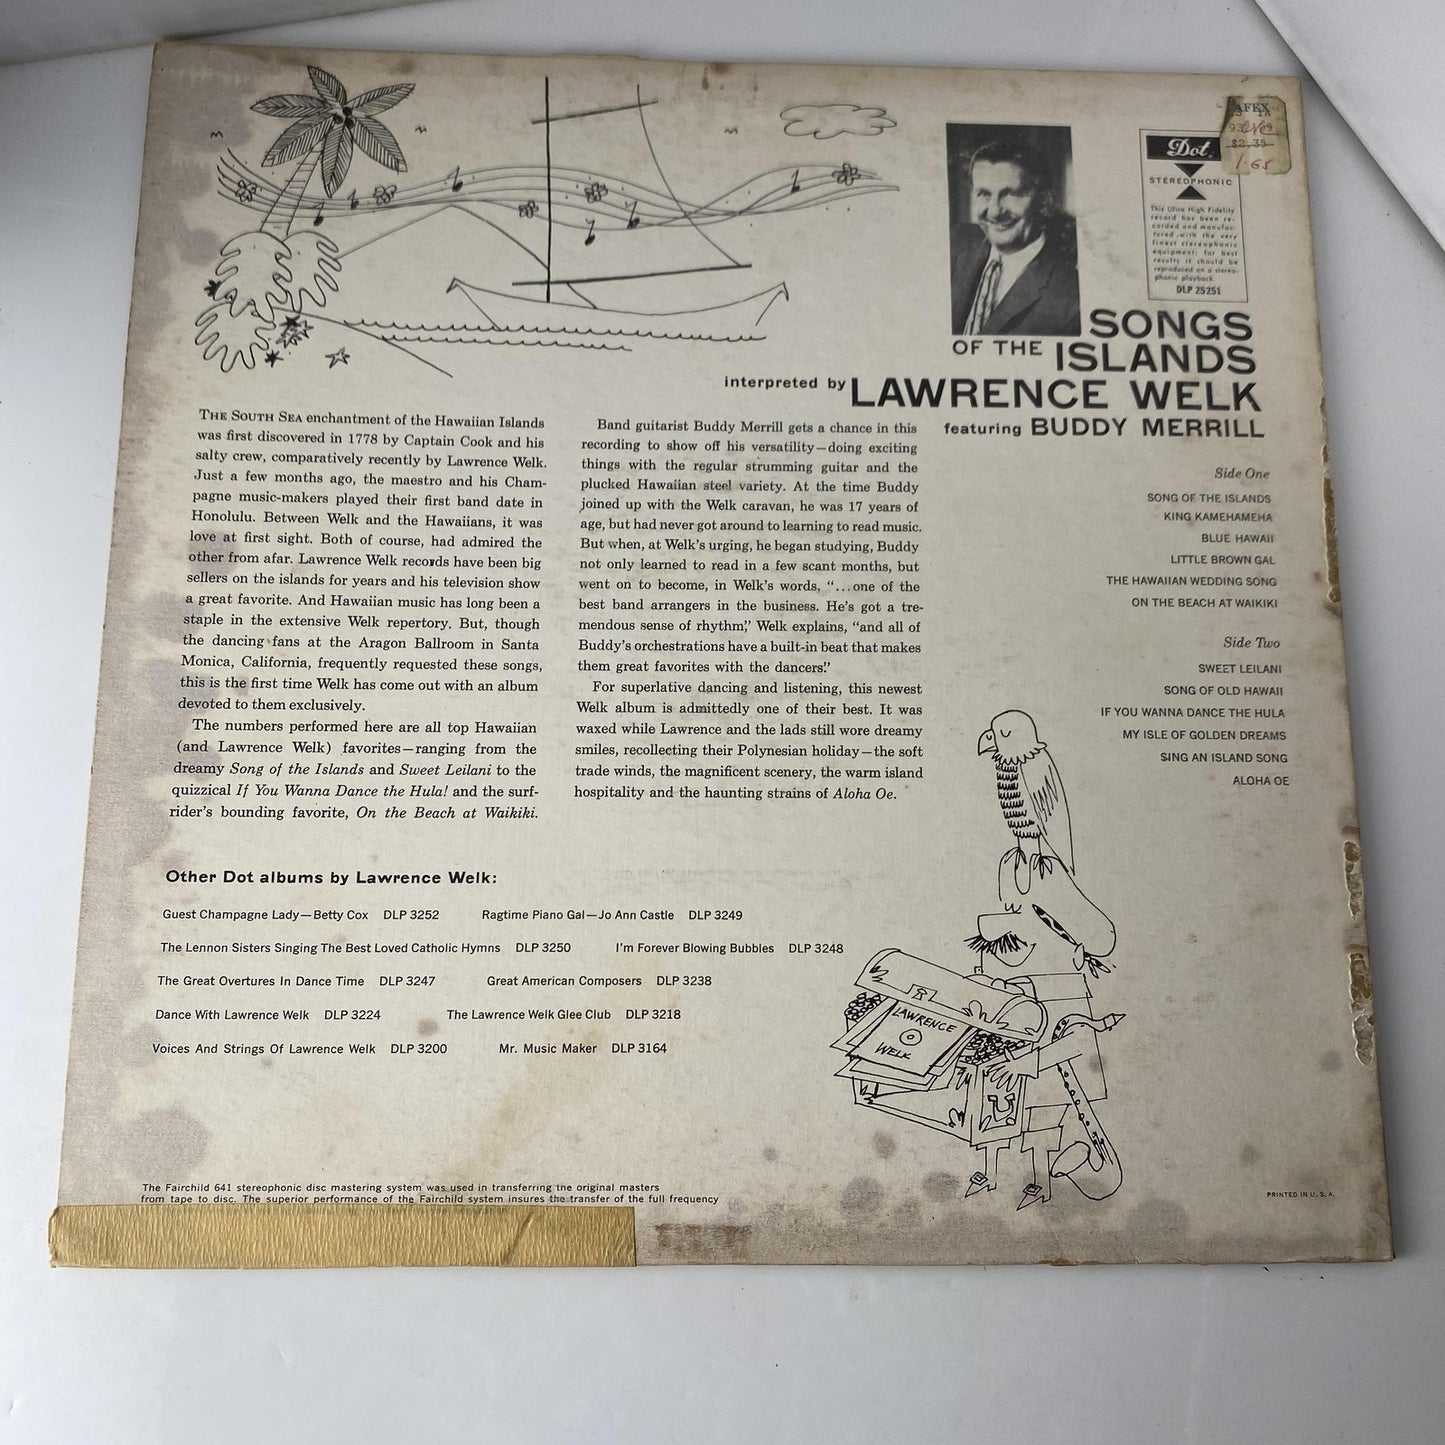 AFEX
$2.35
1.65
Dot
STEREOPHONIC
This Ultra High Fidelity
record has been re-
corded and manufac-
tured with the very
finest stereophonic
equipment; for best
results it should be
reproduced on a stereo-
phonic playback.
DLP 25251
SONGS
OF THE ISLANDS
interpreted by LAWRENCE WELK
featuring BUDDY MERRILL
THE SOUTH SEA enchantment of the Hawaiian Islands
was first discovered in 1778 by Captain Cook and his
salty crew, comparatively recently by Lawrence Welk.
Just a few months ago, the maestro and his Cham-
pagne music-makers played their first band date in
Honolulu. Between Welk and the Hawaiians, it was
love at first sight. Both of course, had admired the
other from afar. Lawrence Welk records have been big
sellers on the islands for years and his television show
a great favorite. And Hawaiian music has long been a
staple in the extensive Welk repertory. But, though
the dancing fans at the Aragon Ballroom in Santa
Monica, California, frequently requested these songs,
this is the first time Welk has come out with an album
devoted to them exclusively.
The numbers performed here are all top Hawaiian
(and Lawrence Welk) favorites—ranging from the
dreamy Song of the Islands and Sweet Leilani to the
quizzical If You Wanna Dance the Hula! and the surf-
rider's bounding favorite, On the Beach at Waikiki.
Band guitarist Buddy Merrill gets a chance in this
recording to show off his versatility—doing exciting
things with the regular strumming guitar and the
plucked Hawaiian steel variety. At the time Buddy
joined up with the Welk caravan, he was 17 years of
age, but had never got around to learning to read music.
But when, at Welk's urging, he began studying, Buddy
not only learned to read in a few scant months, but
went on to become, in Welk's words, "...one of the
best band arrangers in the business. He's got a tre-
mendous sense of rhythm," Welk explains, "and all of
Buddy's orchestrations have a built-in beat that makes
them great favorites with the dancers."
For superlative dancing and listening, this newest
Welk album is admittedly one of their best. It was
waxed while Lawrence and the lads still wore dreamy
smiles, recollecting their Polynesian holiday—the soft
trade winds, the magnificent scenery, the warm island
hospitality and the haunting strains of Aloha Oe.
Side One
SONG OF THE ISLANDS
KING KAMEHAMEHA
BLUE HAWAII
LITTLE BROWN GAL
THE HAWAIIAN WEDDING SONG
ON THE BEACH AT WAIKIKI
Side Two
SWEET LEILANI
SONG OF OLD HAWAII
IF YOU WANNA DANCE THE HULA
MY ISLE OF GOLDEN DREAMS
SING AN ISLAND SONG
ALOHA OE
Other Dot albums by Lawrence Welk:
Guest Champagne Lady—Betty Cox DLP 3252 Ragtime Piano Gal—Jo Ann Castle DLP 3249
The Lennon Sisters Singing The Best Loved Catholic Hymns DLP 3250 I'm Forever Blowing Bubbles DLP 3248
The Great Overtures In Dance Time DLP 3247 Great American Composers DLP 3238
Dance With Lawrence Welk DLP 3224 The Lawrence Welk Glee Club DLP 3218
Voices And Strings Of Lawrence Welk DLP 3200 Mr. Music Maker DLP 3164
LAWRENCE
WELK
The Fairchild 641 stereophonic disc mastering system was used in transferring the original masters
from tape to disc. The superior performance of the Fairchild system insures the transfer of the full frequency
PRINTED IN U. S. A.